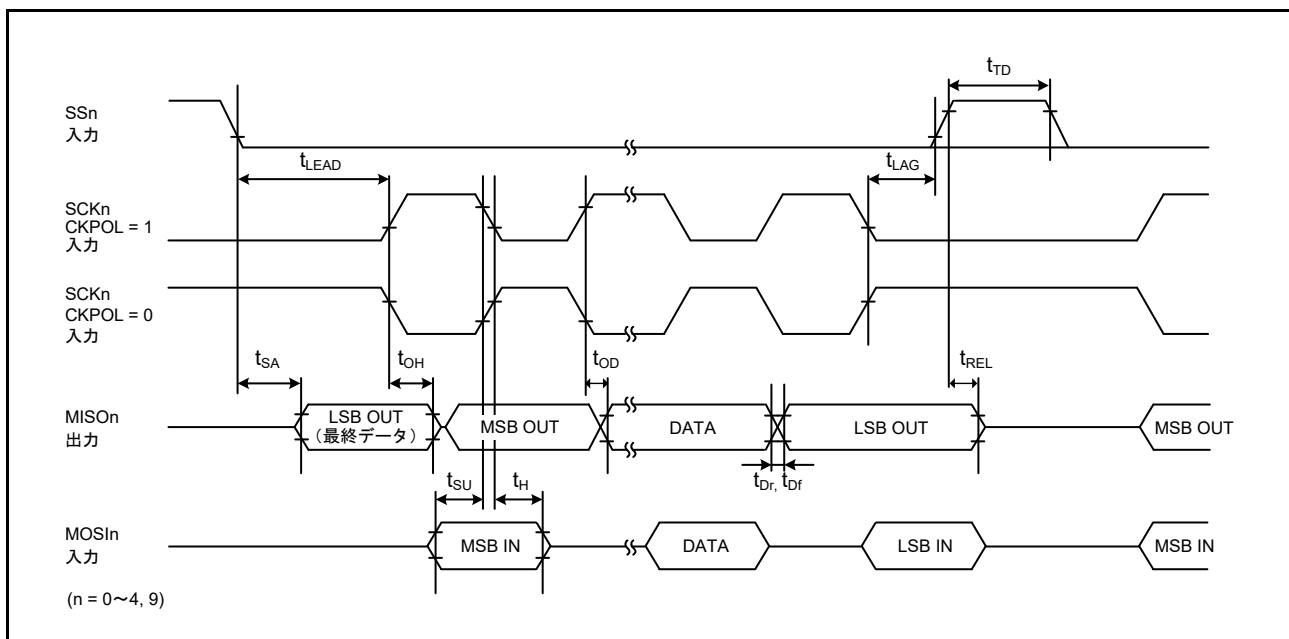 tTD
SSn
入力
tLEAD
tLAG
SCKn
CKPOL = 1
入力
SCKn
CKPOL = 0
入力
tSA
tOH
tOD
tREL
MISOn
出力
LSB OUT
（最終データ）
MSB OUT
DATA
LSB OUT
MSB OUT
tSU
tH
tDr, tDf
MOSIn
入力
MSB IN
DATA
LSB IN
MSB IN
(n = 0～4, 9)